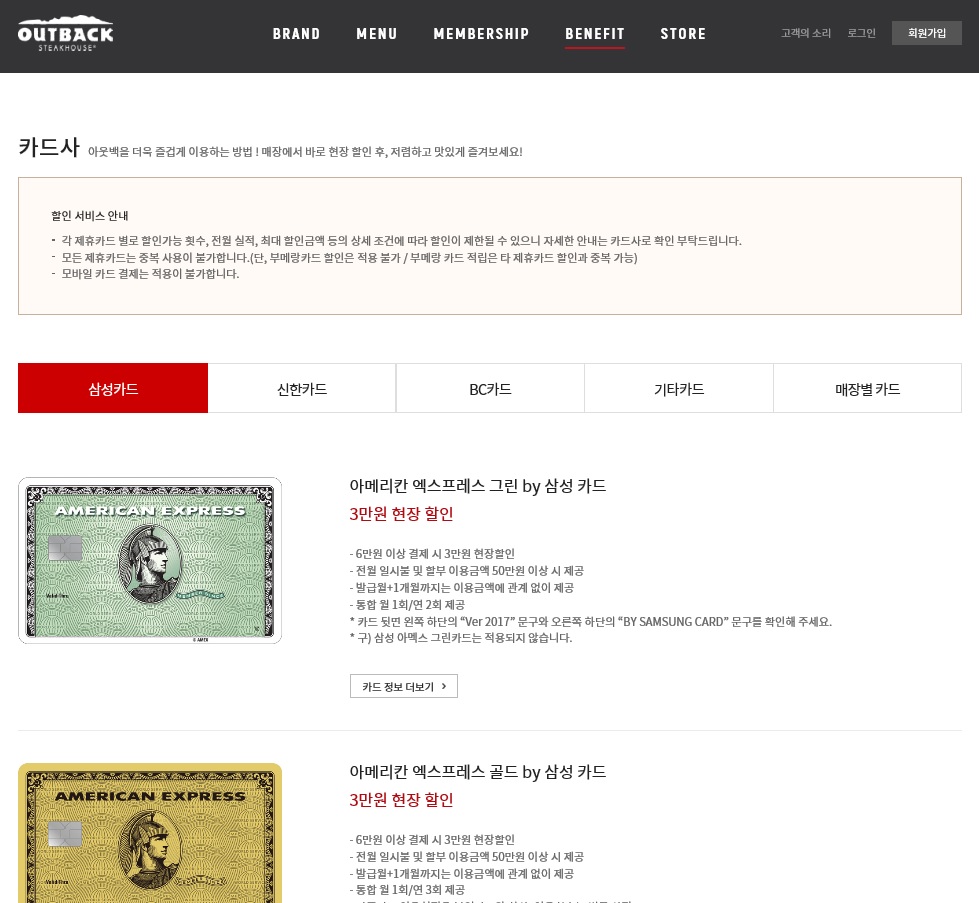 OUTBACK
STEAKHOUSE®
BRAND MENU MEMBERSHIP BENEFIT STORE
고객의 소리 로그인 회원가입
카드사 아웃백을 더욱 즐겁게 이용하는 방법 ! 매장에서 바로 현장 할인 후, 저렴하고 맛있게 즐겨보세요!
할인 서비스 안내
- 각 제휴카드 별로 할인가능 횟수, 전월 실적, 최대 할인금액 등의 상세 조건에 따라 할인이 제한될 수 있으니 자세한 안내는 카드사로 확인 부탁드립니다.
- 모든 제휴카드는 중복 사용이 불가합니다.(단, 부메랑카드 할인은 적용 불가 / 부메랑 카드 적립은 타 제휴카드 할인과 중복 가능)
- 모바일 카드 결제는 적용이 불가합니다.
삼성카드 신한카드 BC카드 기타카드 매장별 카드
AMERICAN EXPRESS
Valid Thru
© AMEX
아메리칸 엑스프레스 그린 by 삼성 카드
3만원 현장 할인
- 6만원 이상 결제 시 3만원 현장할인
- 전월 일시불 및 할부 이용금액 50만원 이상 시 제공
- 발급월+1개월까지는 이용금액에 관계 없이 제공
- 통합 월 1회/연 2회 제공
* 카드 뒷면 왼쪽 하단의 “Ver 2017” 문구와 오른쪽 하단의 “BY SAMSUNG CARD” 문구를 확인해 주세요.
* 구) 삼성 아멕스 그린카드는 적용되지 않습니다.
카드 정보 더보기 >
AMERICAN EXPRESS
Valid Thru
아메리칸 엑스프레스 골드 by 삼성 카드
3만원 현장 할인
- 6만원 이상 결제 시 3만원 현장할인
- 전월 일시불 및 할부 이용금액 50만원 이상 시 제공
- 발급월+1개월까지는 이용금액에 관계 없이 제공
- 통합 월 1회/연 3회 제공